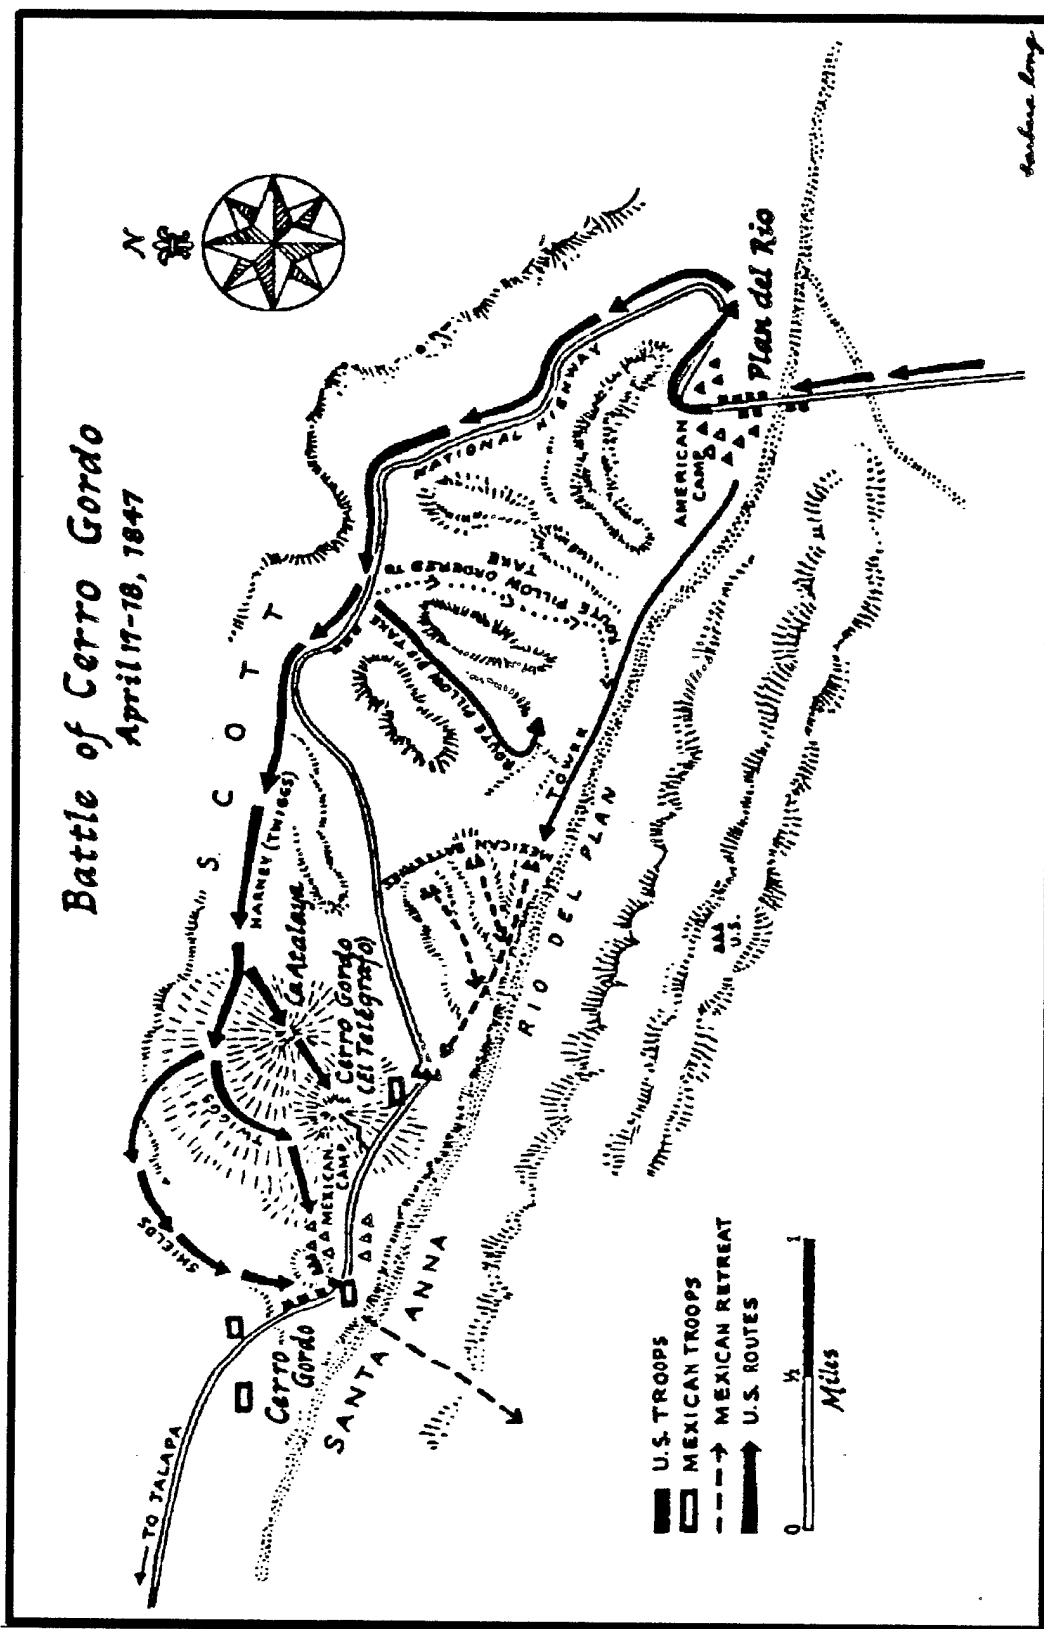 Battle of Cerro Gordo
April 17-18, 1847
N
SCOTT
TO JALAPA
SHIELDS
TWIGGS
HARNEY (TWIGGS)
La Atalaya
Cerro Gordo
(El Telégrafo)
MEXICAN
CAMP
Cerro
Gordo
SANTA ANNA
MEXICAN BATTERIES
RIO DEL PLAN
TOWER
ROUTE PILLOW DID TAKE
ROUTE PILLOW ORDERED TO
TAKE
NATIONAL HIGHWAY
AMERICAN
CAMP
Plan del Rio
U.S.
U.S. TROOPS
MEXICAN TROOPS
MEXICAN RETREAT
U.S. ROUTES
0 ½ 1
Miles
Barbara Long